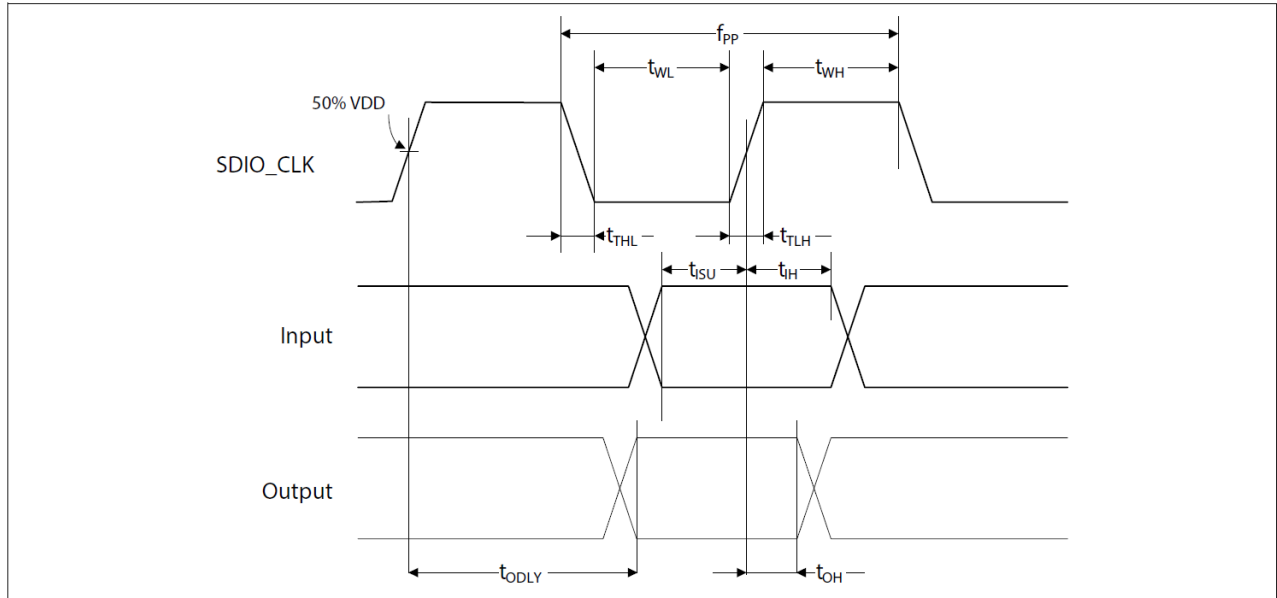 fPP
tWL
tWH
50% VDD
SDIO_CLK
tTHL
tTLH
tISU
tIH
Input
Output
tODLY
tOH